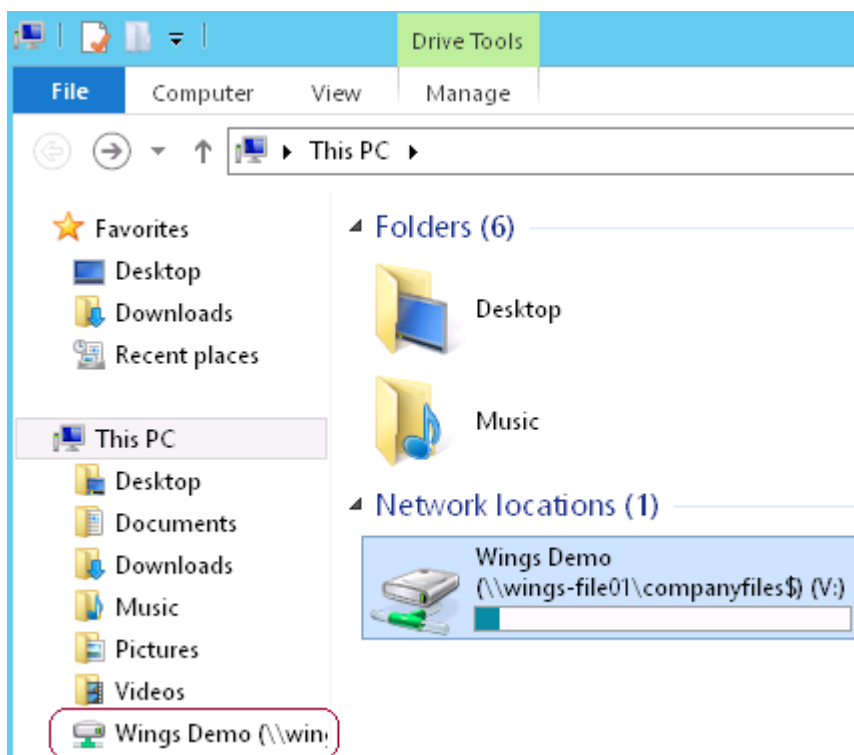 Drive Tools
File Computer View Manage
This PC
Favorites
Desktop
Downloads
Recent places
This PC
Desktop
Documents
Downloads
Music
Pictures
Videos
Wings Demo (\\win
Folders (6)
Desktop
Music
Network locations (1)
Wings Demo
(\\wings-file01\companyfiles$) (V:)